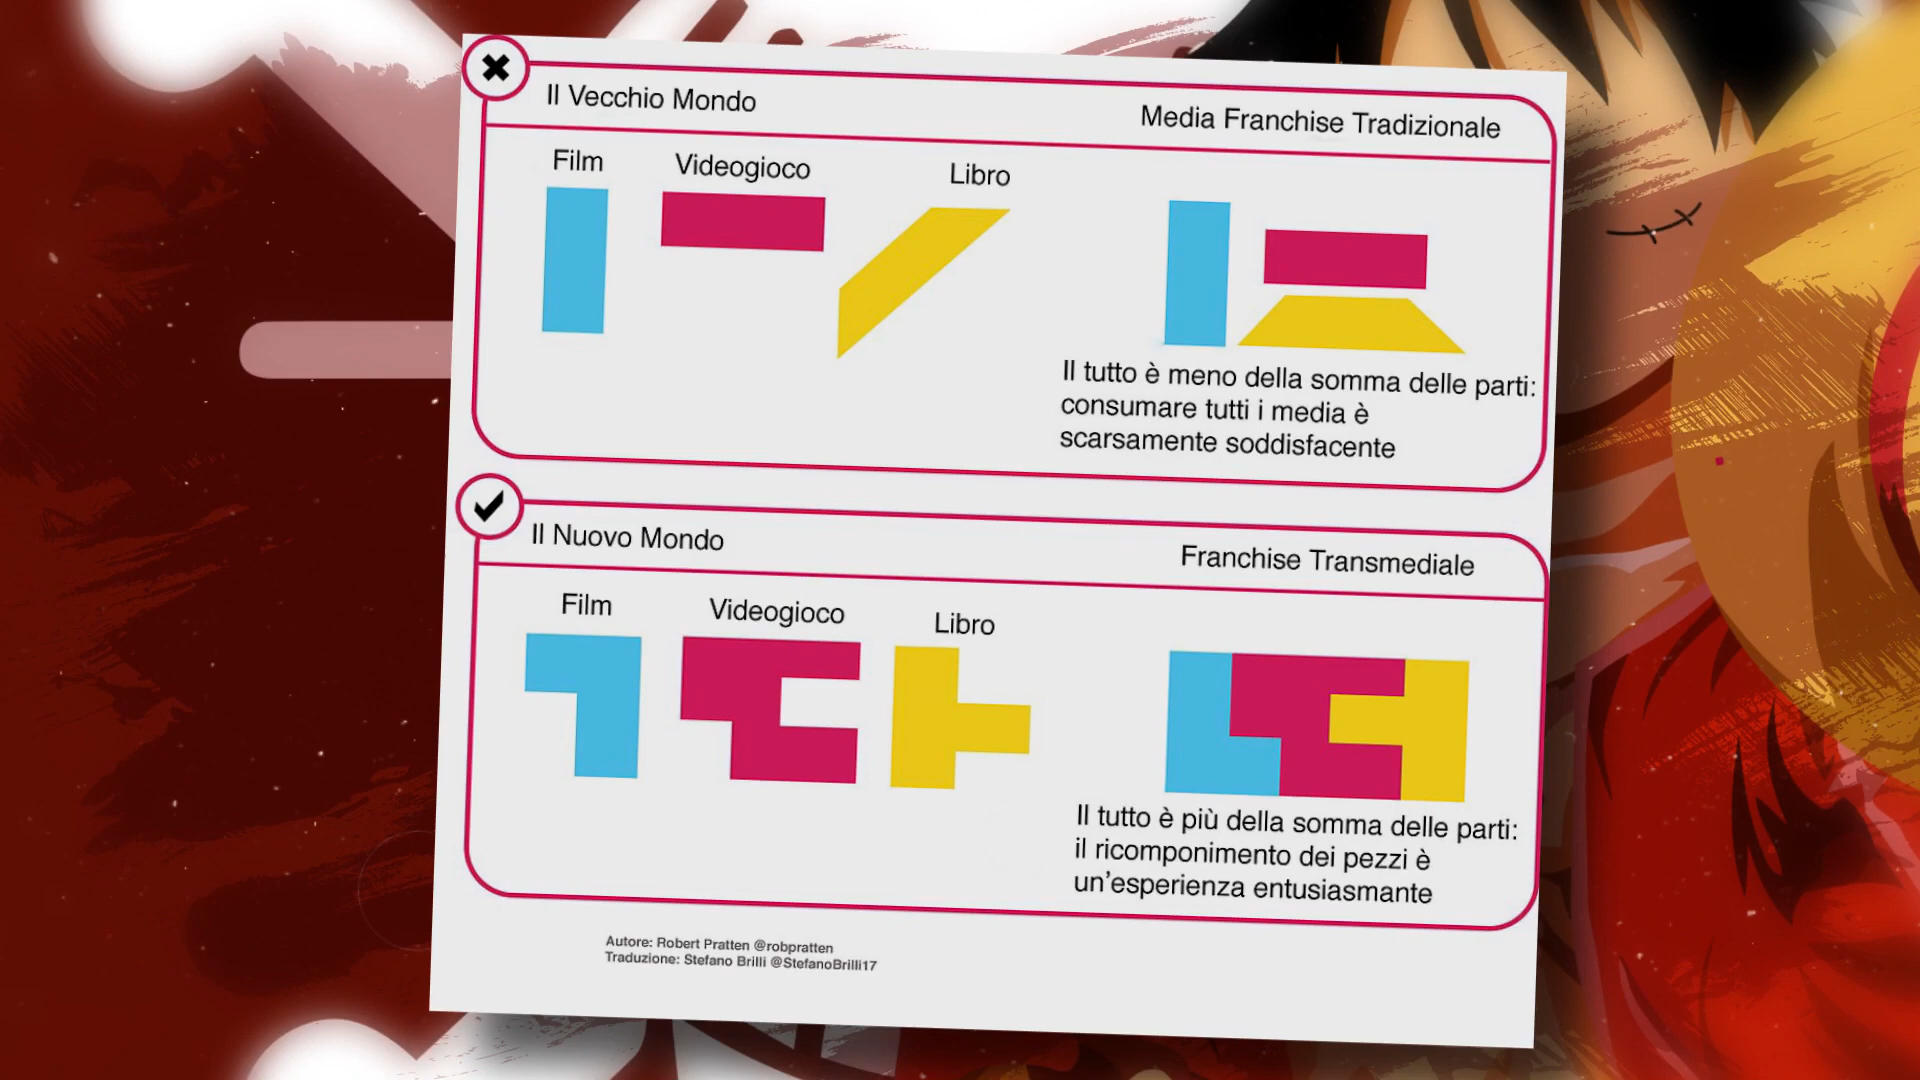 Il Vecchio Mondo
Media Franchise Tradizionale
Film
Videogioco
Libro
Il tutto è meno della somma delle parti:
consumare tutti i media è
scarsamente soddisfacente
Il Nuovo Mondo
Franchise Transmediale
Film
Videogioco
Libro
Il tutto è più della somma delle parti:
il ricomponimento dei pezzi è
un'esperienza entusiasmante
Autore: Robert Pratten @robpratten
Traduzione: Stefano Brilli @StefanoBrilli17